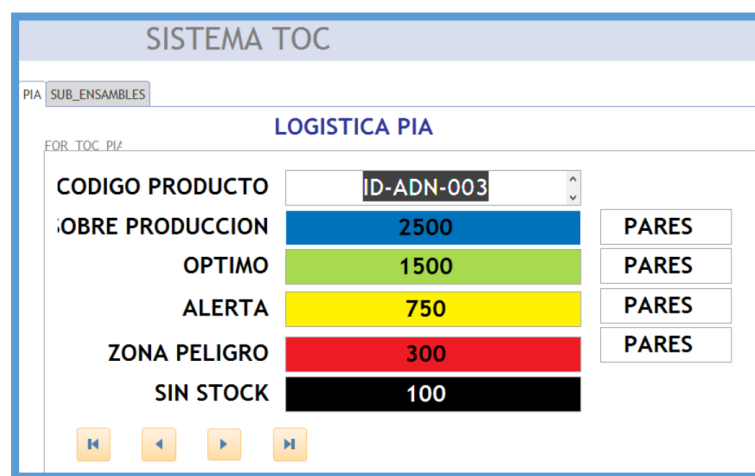 SISTEMA TOC
PIA SUB_ENSAMBLES
LOGISTICA PIA
FOR_TOC_PIA
CODIGO PRODUCTO ID-ADN-003
OBRE PRODUCCION 2500 PARES
OPTIMO 1500 PARES
ALERTA 750 PARES
ZONA PELIGRO 300 PARES
SIN STOCK 100